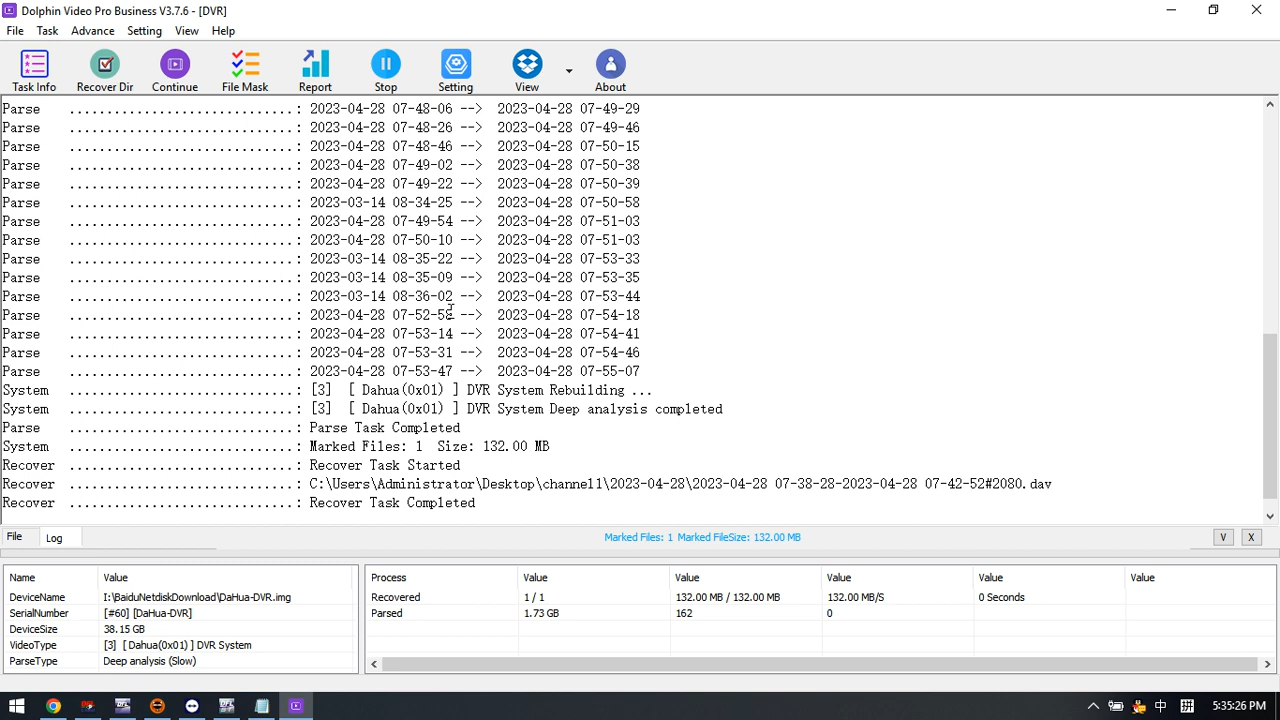 Dolphin Video Pro Business V3.7.6 - [DVR]
File Task Advance Setting View Help
Task Info Recover Dir Continue File Mask Report Stop Setting View About
Parse .............................: 2023-04-28 07-48-06 --> 2023-04-28 07-49-29
Parse .............................: 2023-04-28 07-48-26 --> 2023-04-28 07-49-46
Parse .............................: 2023-04-28 07-48-46 --> 2023-04-28 07-50-15
Parse .............................: 2023-04-28 07-49-02 --> 2023-04-28 07-50-38
Parse .............................: 2023-04-28 07-49-22 --> 2023-04-28 07-50-39
Parse .............................: 2023-03-14 08-34-25 --> 2023-04-28 07-50-58
Parse .............................: 2023-04-28 07-49-54 --> 2023-04-28 07-51-03
Parse .............................: 2023-04-28 07-50-10 --> 2023-04-28 07-51-03
Parse .............................: 2023-03-14 08-35-22 --> 2023-04-28 07-53-33
Parse .............................: 2023-03-14 08-35-09 --> 2023-04-28 07-53-35
Parse .............................: 2023-03-14 08-36-02 --> 2023-04-28 07-53-44
Parse .............................: 2023-04-28 07-52-58 --> 2023-04-28 07-54-18
Parse .............................: 2023-04-28 07-53-14 --> 2023-04-28 07-54-41
Parse .............................: 2023-04-28 07-53-31 --> 2023-04-28 07-54-46
Parse .............................: 2023-04-28 07-53-47 --> 2023-04-28 07-55-07
System .............................: [3] [ Dahua(0x01) ] DVR System Rebuilding ...
System .............................: [3] [ Dahua(0x01) ] DVR System Deep analysis completed
Parse .............................: Parse Task Completed
System .............................: Marked Files: 1 Size: 132.00 MB
Recover .............................: Recover Task Started
Recover .............................: C:\Users\Administrator\Desktop\channel1\2023-04-28\2023-04-28 07-38-28-2023-04-28 07-42-52#2080.dav
Recover .............................: Recover Task Completed
File Log Marked Files: 1 Marked FileSize: 132.00 MB V X
Name Value Process Value Value Value Value Value
DeviceName I:\BaiduNetdiskDownload\DaHua-DVR.img Recovered 1 / 1 132.00 MB / 132.00 MB 132.00 MB/S 0 Seconds
SerialNumber [#60] [DaHua-DVR] Parsed 1.73 GB 162 0
DeviceSize 38.15 GB
VideoType [3] [ Dahua(0x01) ] DVR System
ParseType Deep analysis (Slow)
中 拼 5:35:26 PM